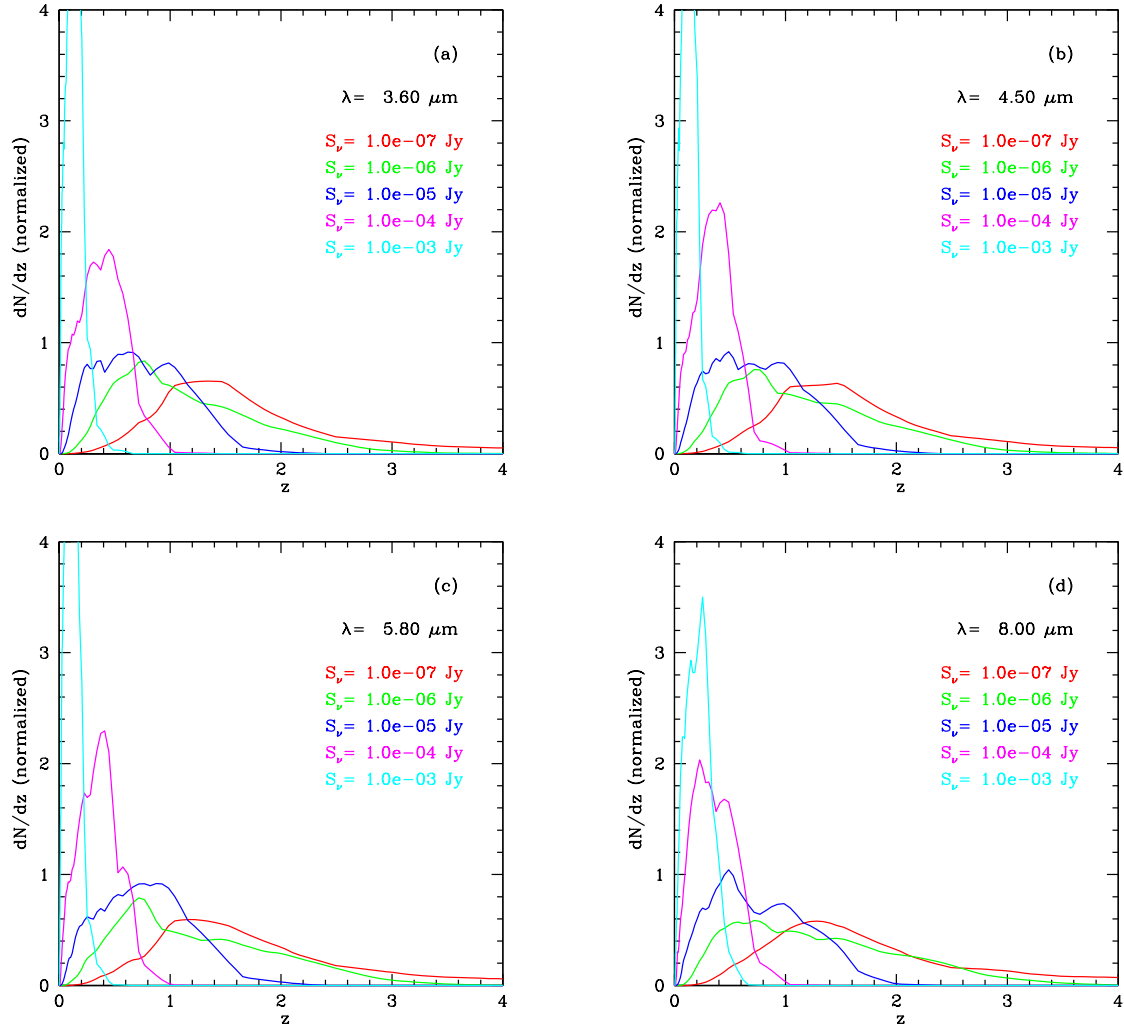 4
(a)
λ= 3.60 μm
3
S_ν= 1.0e−07 Jy
S_ν= 1.0e−06 Jy
S_ν= 1.0e−05 Jy
S_ν= 1.0e−04 Jy
S_ν= 1.0e−03 Jy
2
dN/dz (normalized)
1
0
0 1 2 3 4
z
4
(b)
λ= 4.50 μm
3
S_ν= 1.0e−07 Jy
S_ν= 1.0e−06 Jy
S_ν= 1.0e−05 Jy
S_ν= 1.0e−04 Jy
S_ν= 1.0e−03 Jy
2
dN/dz (normalized)
1
0
0 1 2 3 4
z
4
(c)
λ= 5.80 μm
3
S_ν= 1.0e−07 Jy
S_ν= 1.0e−06 Jy
S_ν= 1.0e−05 Jy
S_ν= 1.0e−04 Jy
S_ν= 1.0e−03 Jy
2
dN/dz (normalized)
1
0
0 1 2 3 4
z
4
(d)
λ= 8.00 μm
3
S_ν= 1.0e−07 Jy
S_ν= 1.0e−06 Jy
S_ν= 1.0e−05 Jy
S_ν= 1.0e−04 Jy
S_ν= 1.0e−03 Jy
2
dN/dz (normalized)
1
0
0 1 2 3 4
z